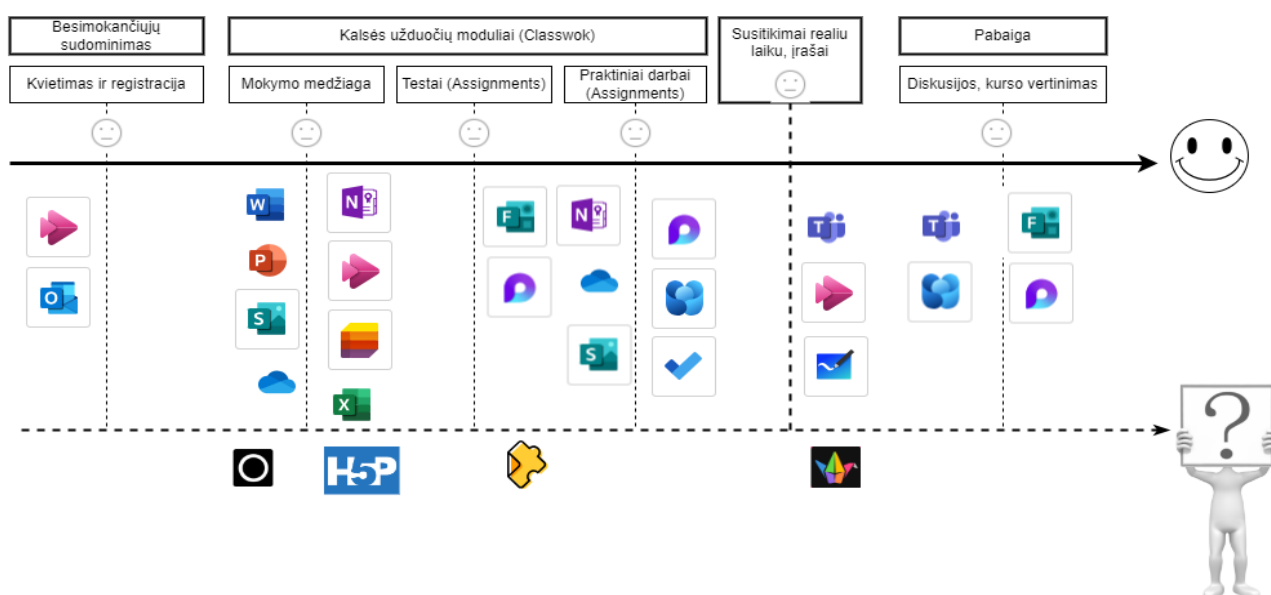 Besimokančiųjų
sudominimas
Kalsės užduočių moduliai (Classwok)
Susitikimai realiu
laiku, įrašai
Pabaiga
Kvietimas ir registracija
Mokymo medžiaga
Testai (Assignments)
Praktiniai darbai
(Assignments)
Diskusijos, kurso vertinimas
W
N
F
N
T
T
F
P
O
S
S
X
H5P
?